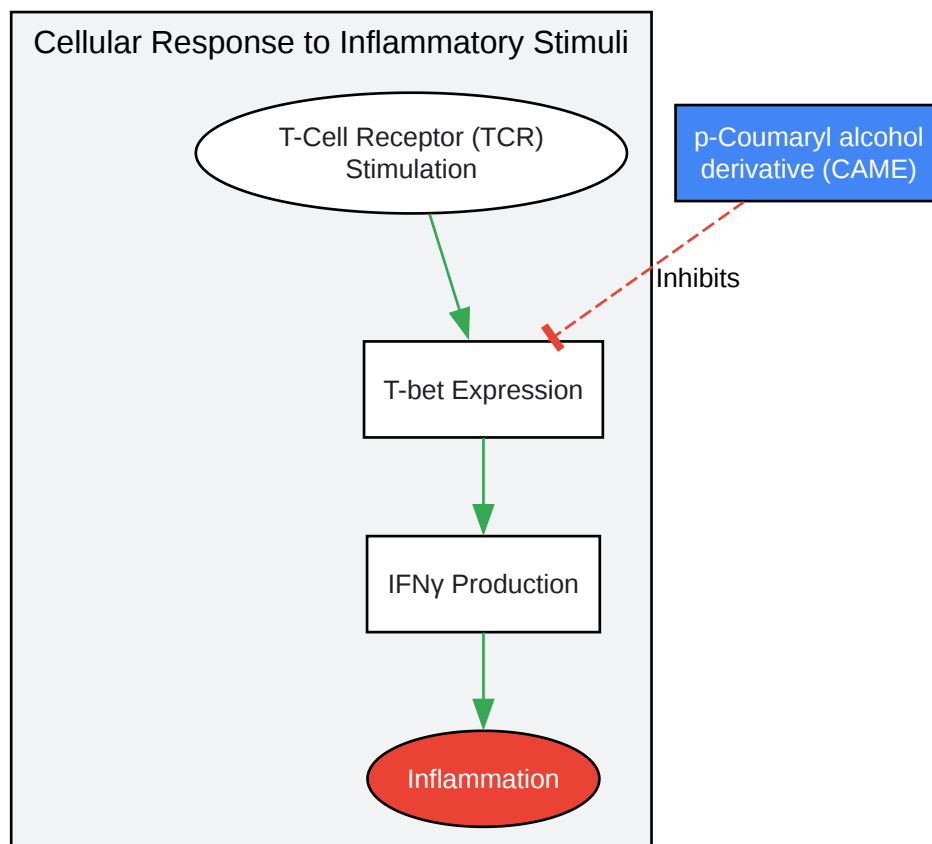 Cellular Response to Inflammatory Stimuli
T-Cell Receptor (TCR)
Stimulation
p-Coumaryl alcohol
derivative (CAME)
Inhibits
T-bet Expression
IFNγ Production
Inflammation